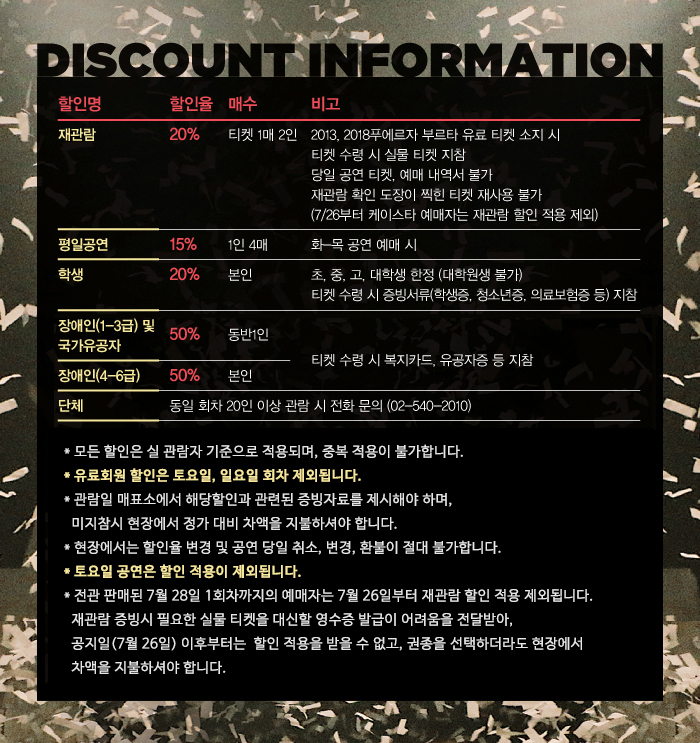 DISCOUNT INFORMATION
할인명 할인율 매수 비고
재관람 20% 티켓 1매 2인 2013, 2018푸에르자 부르타 유료 티켓 소지 시
티켓 수령 시 실물 티켓 지참
당일 공연 티켓, 예매 내역서 불가
재관람 확인 도장이 찍힌 티켓 재사용 불가
(7/26부터 케이스타 예매자는 재관람 할인 적용 제외)
평일공연 15% 1인 4매 화-목 공연 예매 시
학생 20% 본인 초, 중, 고, 대학생 한정 (대학원생 불가)
티켓 수령 시 증빙서류(학생증, 청소년증, 의료보험증 등) 지참
장애인(1-3급) 및
국가유공자 50% 동반1인
티켓 수령 시 복지카드, 유공자증 등 지참
장애인(4-6급) 50% 본인
단체 동일 회차 20인 이상 관람 시 전화 문의 (02-540-2010)
* 모든 할인은 실 관람자 기준으로 적용되며, 중복 적용이 불가합니다.
* 유료회원 할인은 토요일, 일요일 회차 제외됩니다.
* 관람일 매표소에서 해당할인과 관련된 증빙자료를 제시해야 하며,
미지참시 현장에서 정가 대비 차액을 지불하셔야 합니다.
* 현장에서는 할인율 변경 및 공연 당일 취소, 변경, 환불이 절대 불가합니다.
* 토요일 공연은 할인 적용이 제외됩니다.
* 전관 판매된 7월 28일 1회차까지의 예매자는 7월 26일부터 재관람 할인 적용 제외됩니다.
재관람 증빙시 필요한 실물 티켓을 대신할 영수증 발급이 어려움을 전달받아,
공지일(7월 26일) 이후부터는 할인 적용을 받을 수 없고, 권종을 선택하더라도 현장에서
차액을 지불하셔야 합니다.